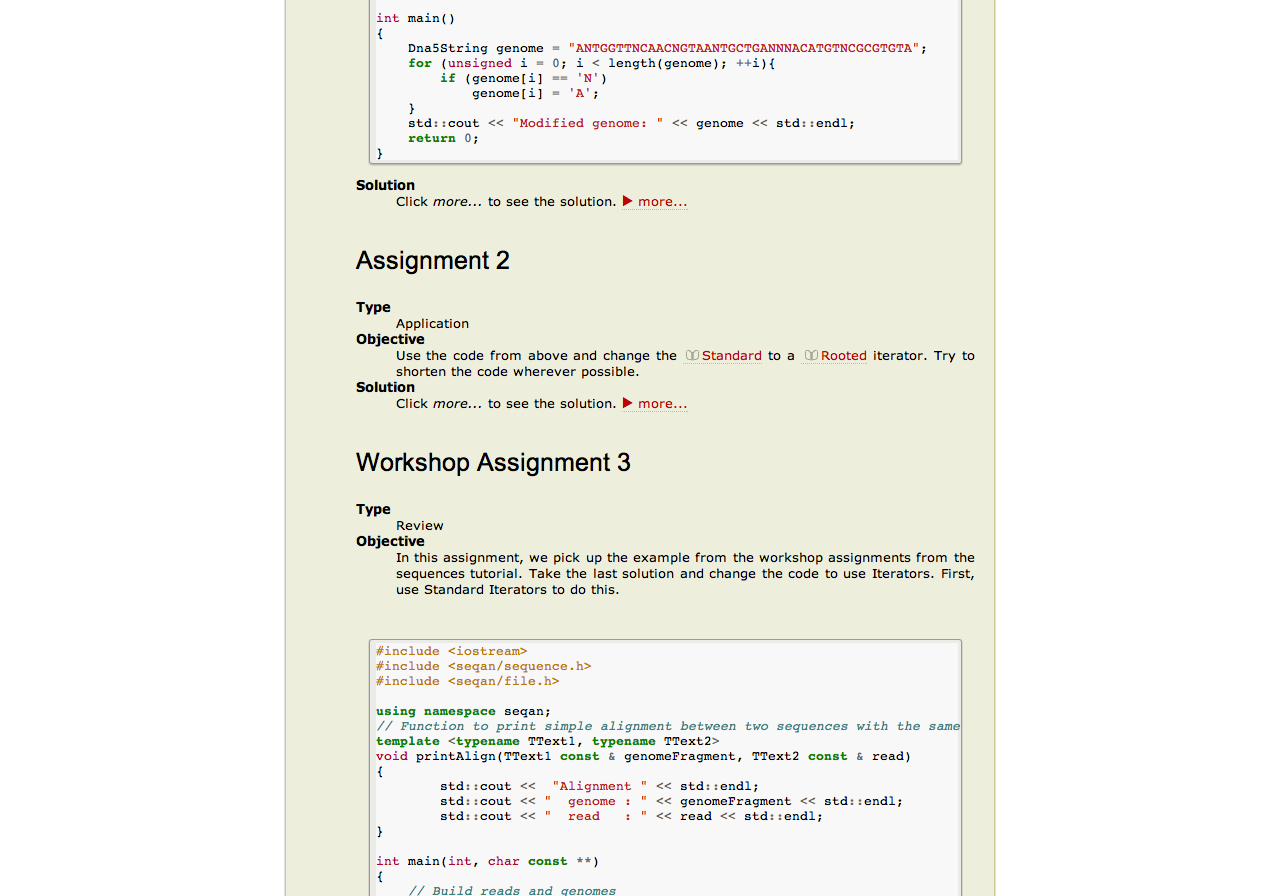 int main()
{
    Dna5String genome = "ANTGGTTNCAACNGTAANTGCTGANNNACATGTNCGCGTGTA";
    for (unsigned i = 0; i < length(genome); ++i){
        if (genome[i] == 'N')
            genome[i] = 'A';
    }
    std::cout << "Modified genome: " << genome << std::endl;
    return 0;
}
Solution
Click more... to see the solution. more...
Assignment 2
Type
Application
Objective
Use the code from above and change the Standard to a Rooted iterator. Try to
shorten the code wherever possible.
Solution
Click more... to see the solution. more...
Workshop Assignment 3
Type
Review
Objective
In this assignment, we pick up the example from the workshop assignments from the
sequences tutorial. Take the last solution and change the code to use Iterators. First,
use Standard Iterators to do this.
#include <iostream>
#include <seqan/sequence.h>
#include <seqan/file.h>
using namespace seqan;
// Function to print simple alignment between two sequences with the same
template <typename TText1, typename TText2>
void printAlign(TText1 const & genomeFragment, TText2 const & read)
{
        std::cout <<  "Alignment " << std::endl;
        std::cout << "  genome : " << genomeFragment << std::endl;
        std::cout << "  read   : " << read << std::endl;
}
int main(int, char const **)
{
    // Build reads and genomes